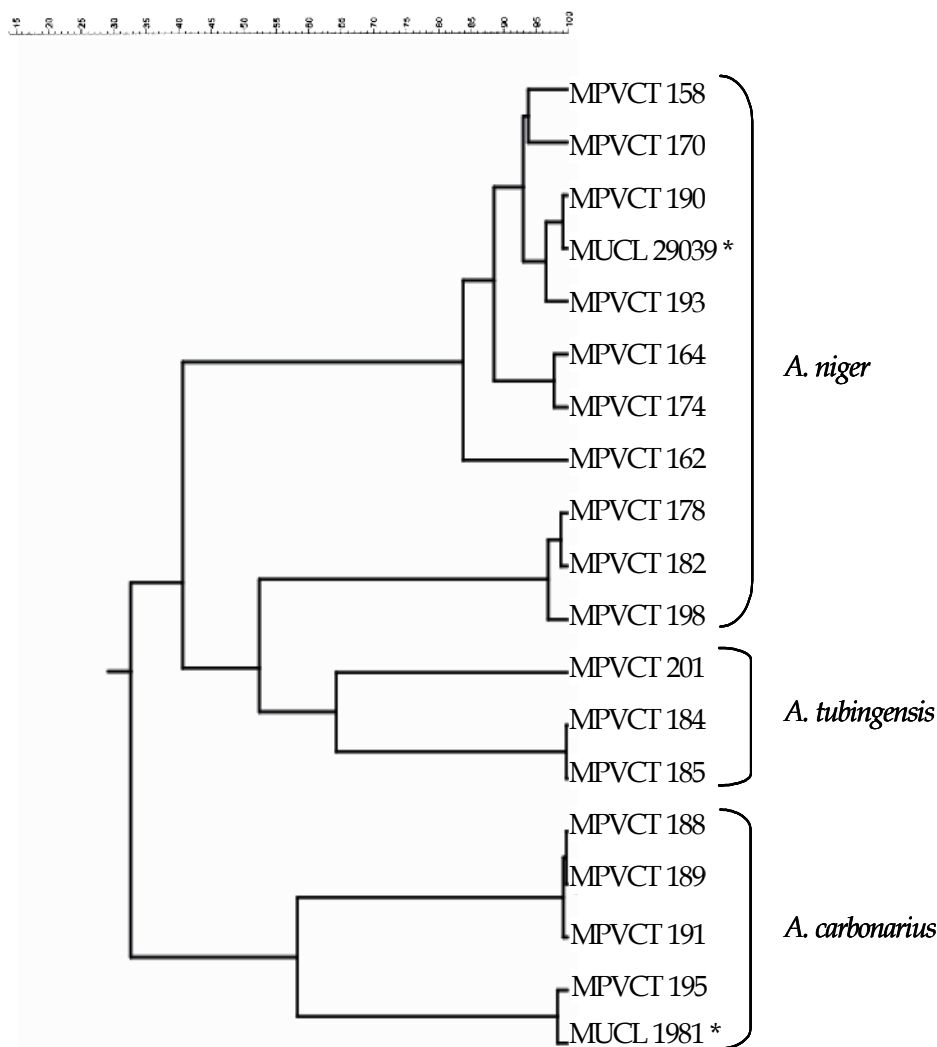 15 20 25 30 35 40 45 50 55 60 65 70 75 80 85 90 95 100
MPVCT 158
MPVCT 170
MPVCT 190
MUCL 29039 *
MPVCT 193
MPVCT 164
A. niger
MPVCT 174
MPVCT 162
MPVCT 178
MPVCT 182
MPVCT 198
MPVCT 201
MPVCT 184
A. tubingensis
MPVCT 185
MPVCT 188
MPVCT 189
MPVCT 191
A. carbonarius
MPVCT 195
MUCL 1981 *